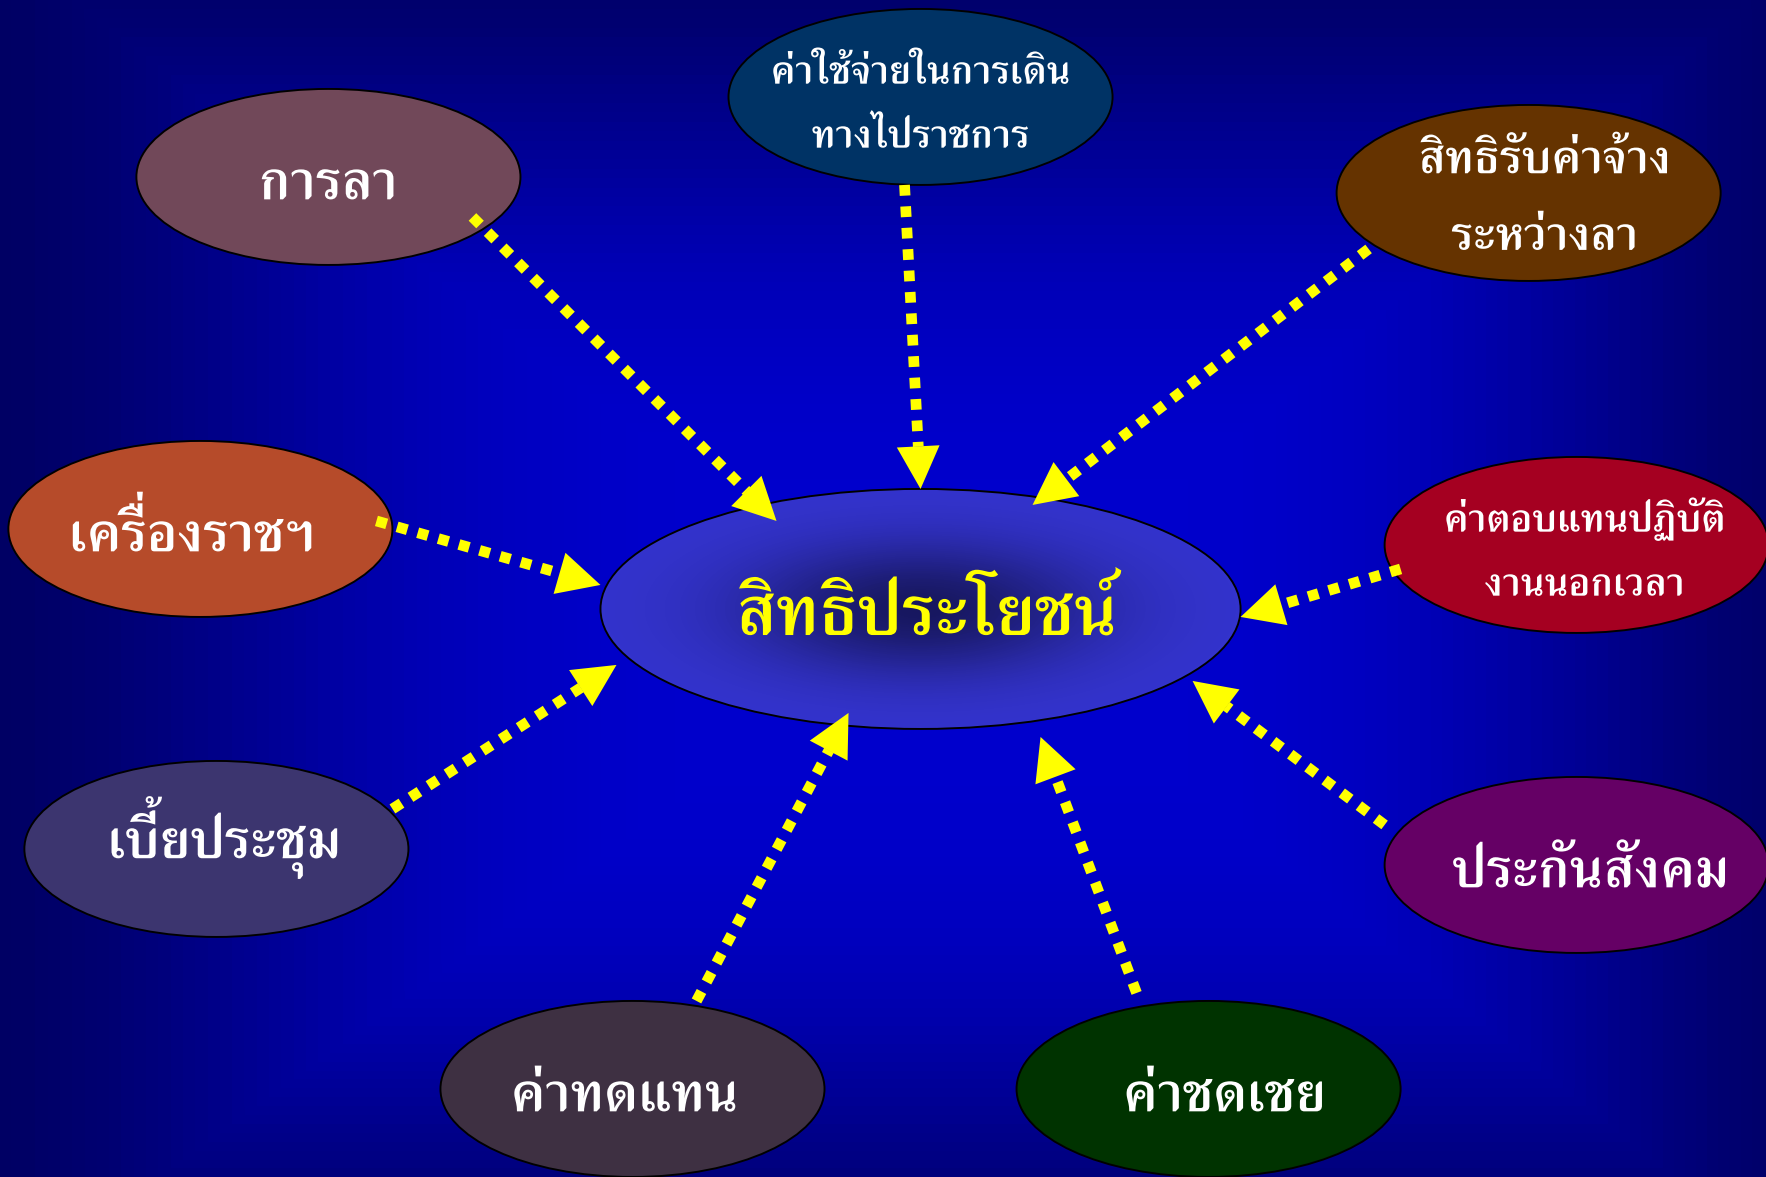 ค่าใช้จ่ายในการเดิน
ทางไปราชการ
การลา
สิทธิรับค่าจ้าง
ระหว่างลา
เครื่องราชฯ
ค่าตอบแทนปฏิบัติ
งานนอกเวลา
สิทธิประโยชน์
เบี้ยประชุม
ประกันสังคม
ค่าทดแทน
ค่าชดเชย